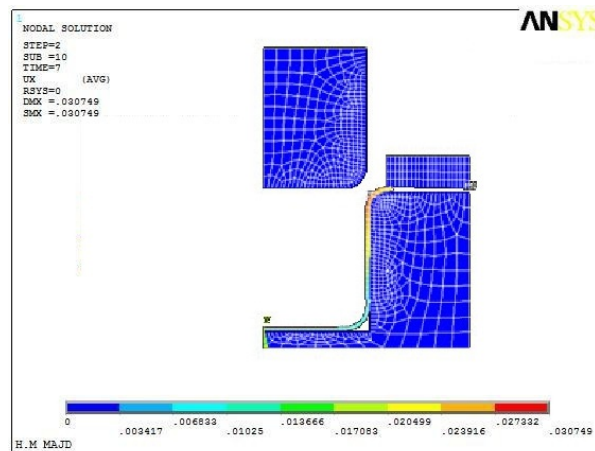 1
NODAL SOLUTION
ANSYS
STEP=2
SUB =10
TIME=7
UX (AVG)
RSYS=0
DMX =.030749
SMX =.030749
0 .006833 .013666 .020499 .027332
.003417 .01025 .017083 .023916 .030749
H.M MAJD